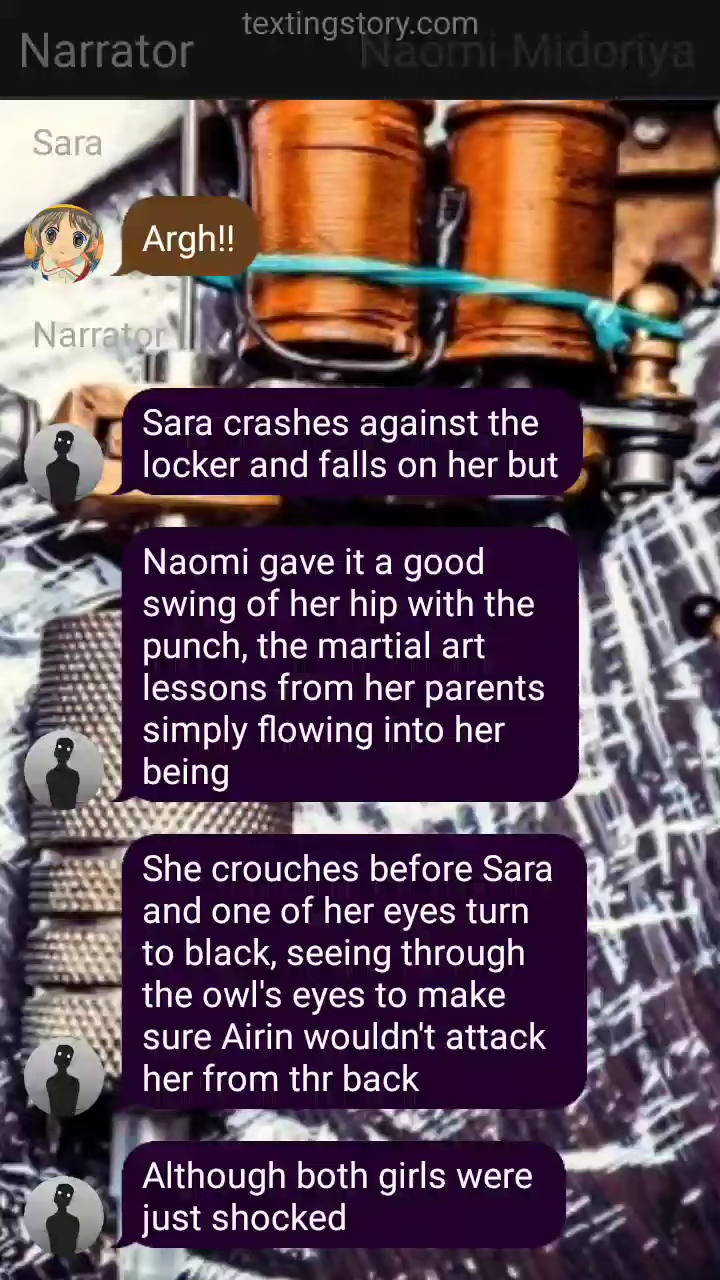 textingstory.com
Narrator
Naomi Midoriya
Sara
Argh!!
Narrator
Sara crashes against the
locker and falls on her but
Naomi gave it a good
swing of her hip with the
punch, the martial art
lessons from her parents
simply flowing into her
being
She crouches before Sara
and one of her eyes turn
to black, seeing through
the owl's eyes to make
sure Airin wouldn't attack
her from thr back
Although both girls were
just shocked